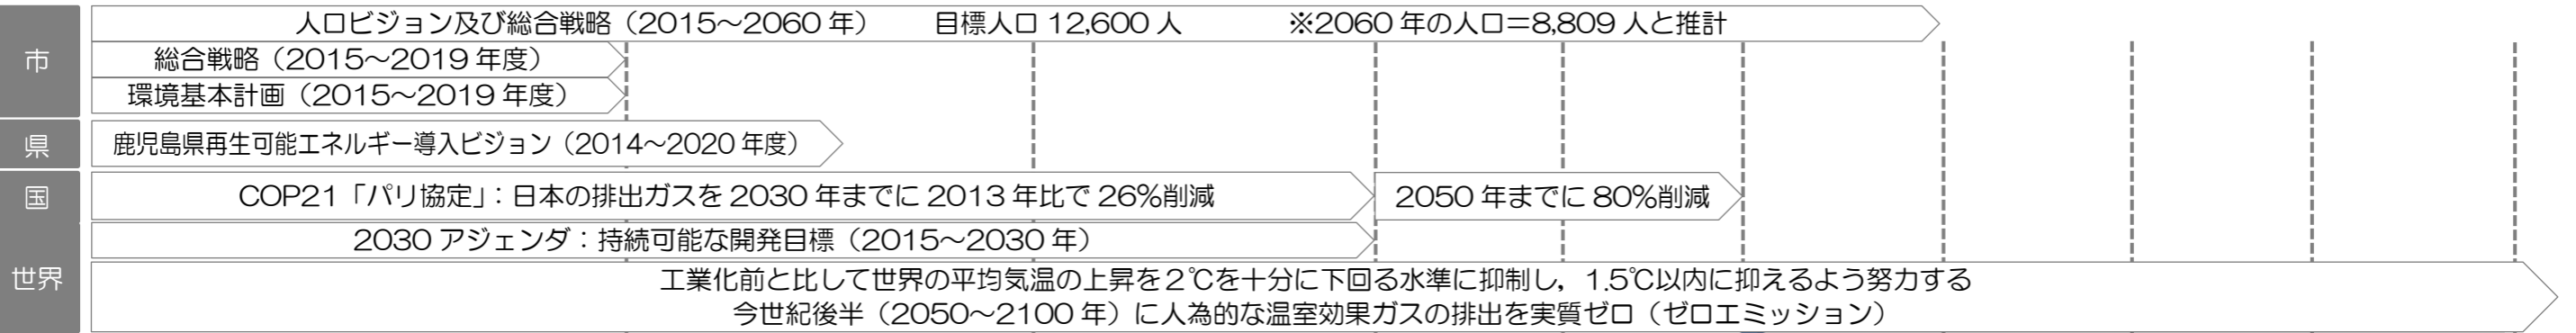 市
人口ビジョン及び総合戦略（2015～2060 年）　目標人口 12,600 人　※2060 年の人口＝8,809 人と推計
総合戦略（2015～2019 年度）
環境基本計画（2015～2019 年度）
県
鹿児島県再生可能エネルギー導入ビジョン（2014～2020 年度）
国
COP21「パリ協定」：日本の排出ガスを 2030 年までに 2013 年比で 26%削減
2050 年までに 80%削減
世界
2030 アジェンダ：持続可能な開発目標（2015～2030 年）
工業化前と比して世界の平均気温の上昇を２℃を十分に下回る水準に抑制し，1.5℃以内に抑えるよう努力する
今世紀後半（2050～2100 年）に人為的な温室効果ガスの排出を実質ゼロ（ゼロエミッション）